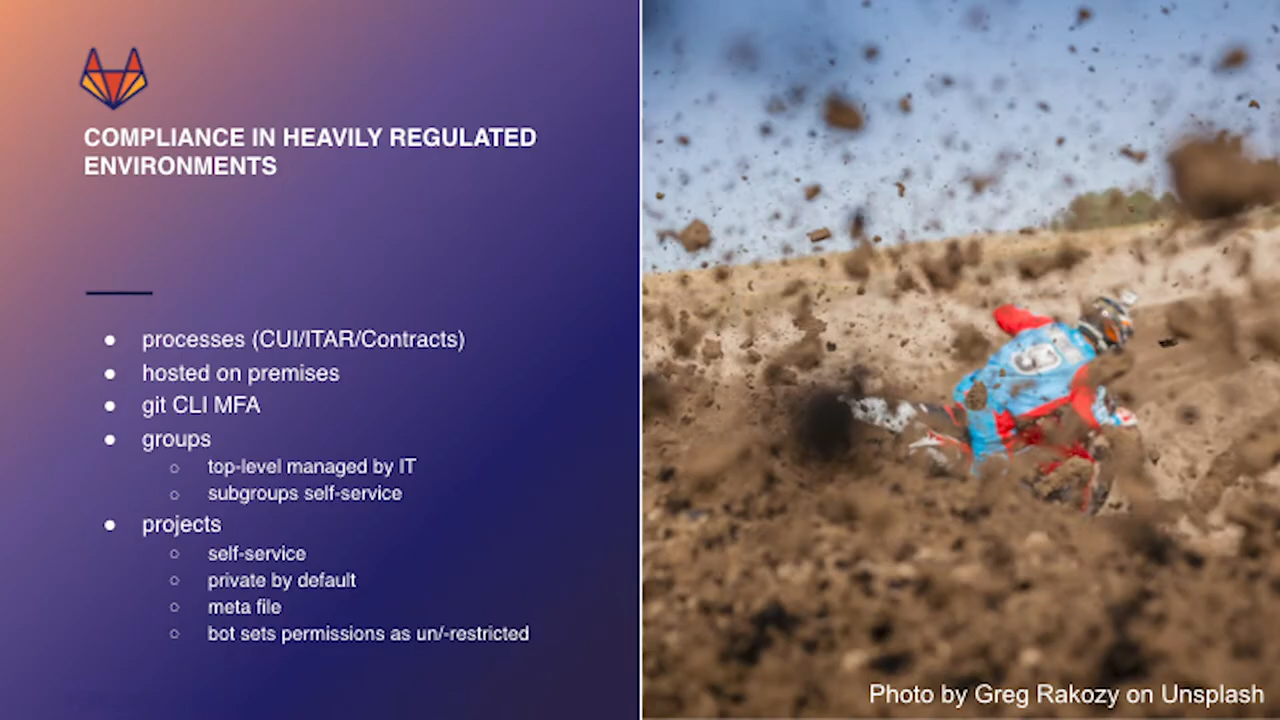 COMPLIANCE IN HEAVILY REGULATED
ENVIRONMENTS
● processes (CUI/ITAR/Contracts)
● hosted on premises
● git CLI MFA
● groups
○ top-level managed by IT
○ subgroups self-service
● projects
○ self-service
○ private by default
○ meta file
○ bot sets permissions as un/-restricted
Photo by Greg Rakozy on Unsplash